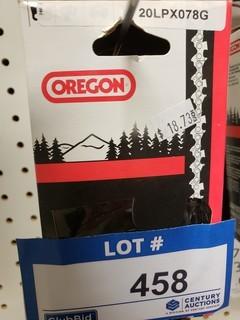 20LPX078G
OREGON
$ 18.73
LOT #
458
ClubBid
CENTURY
AUCTIONS